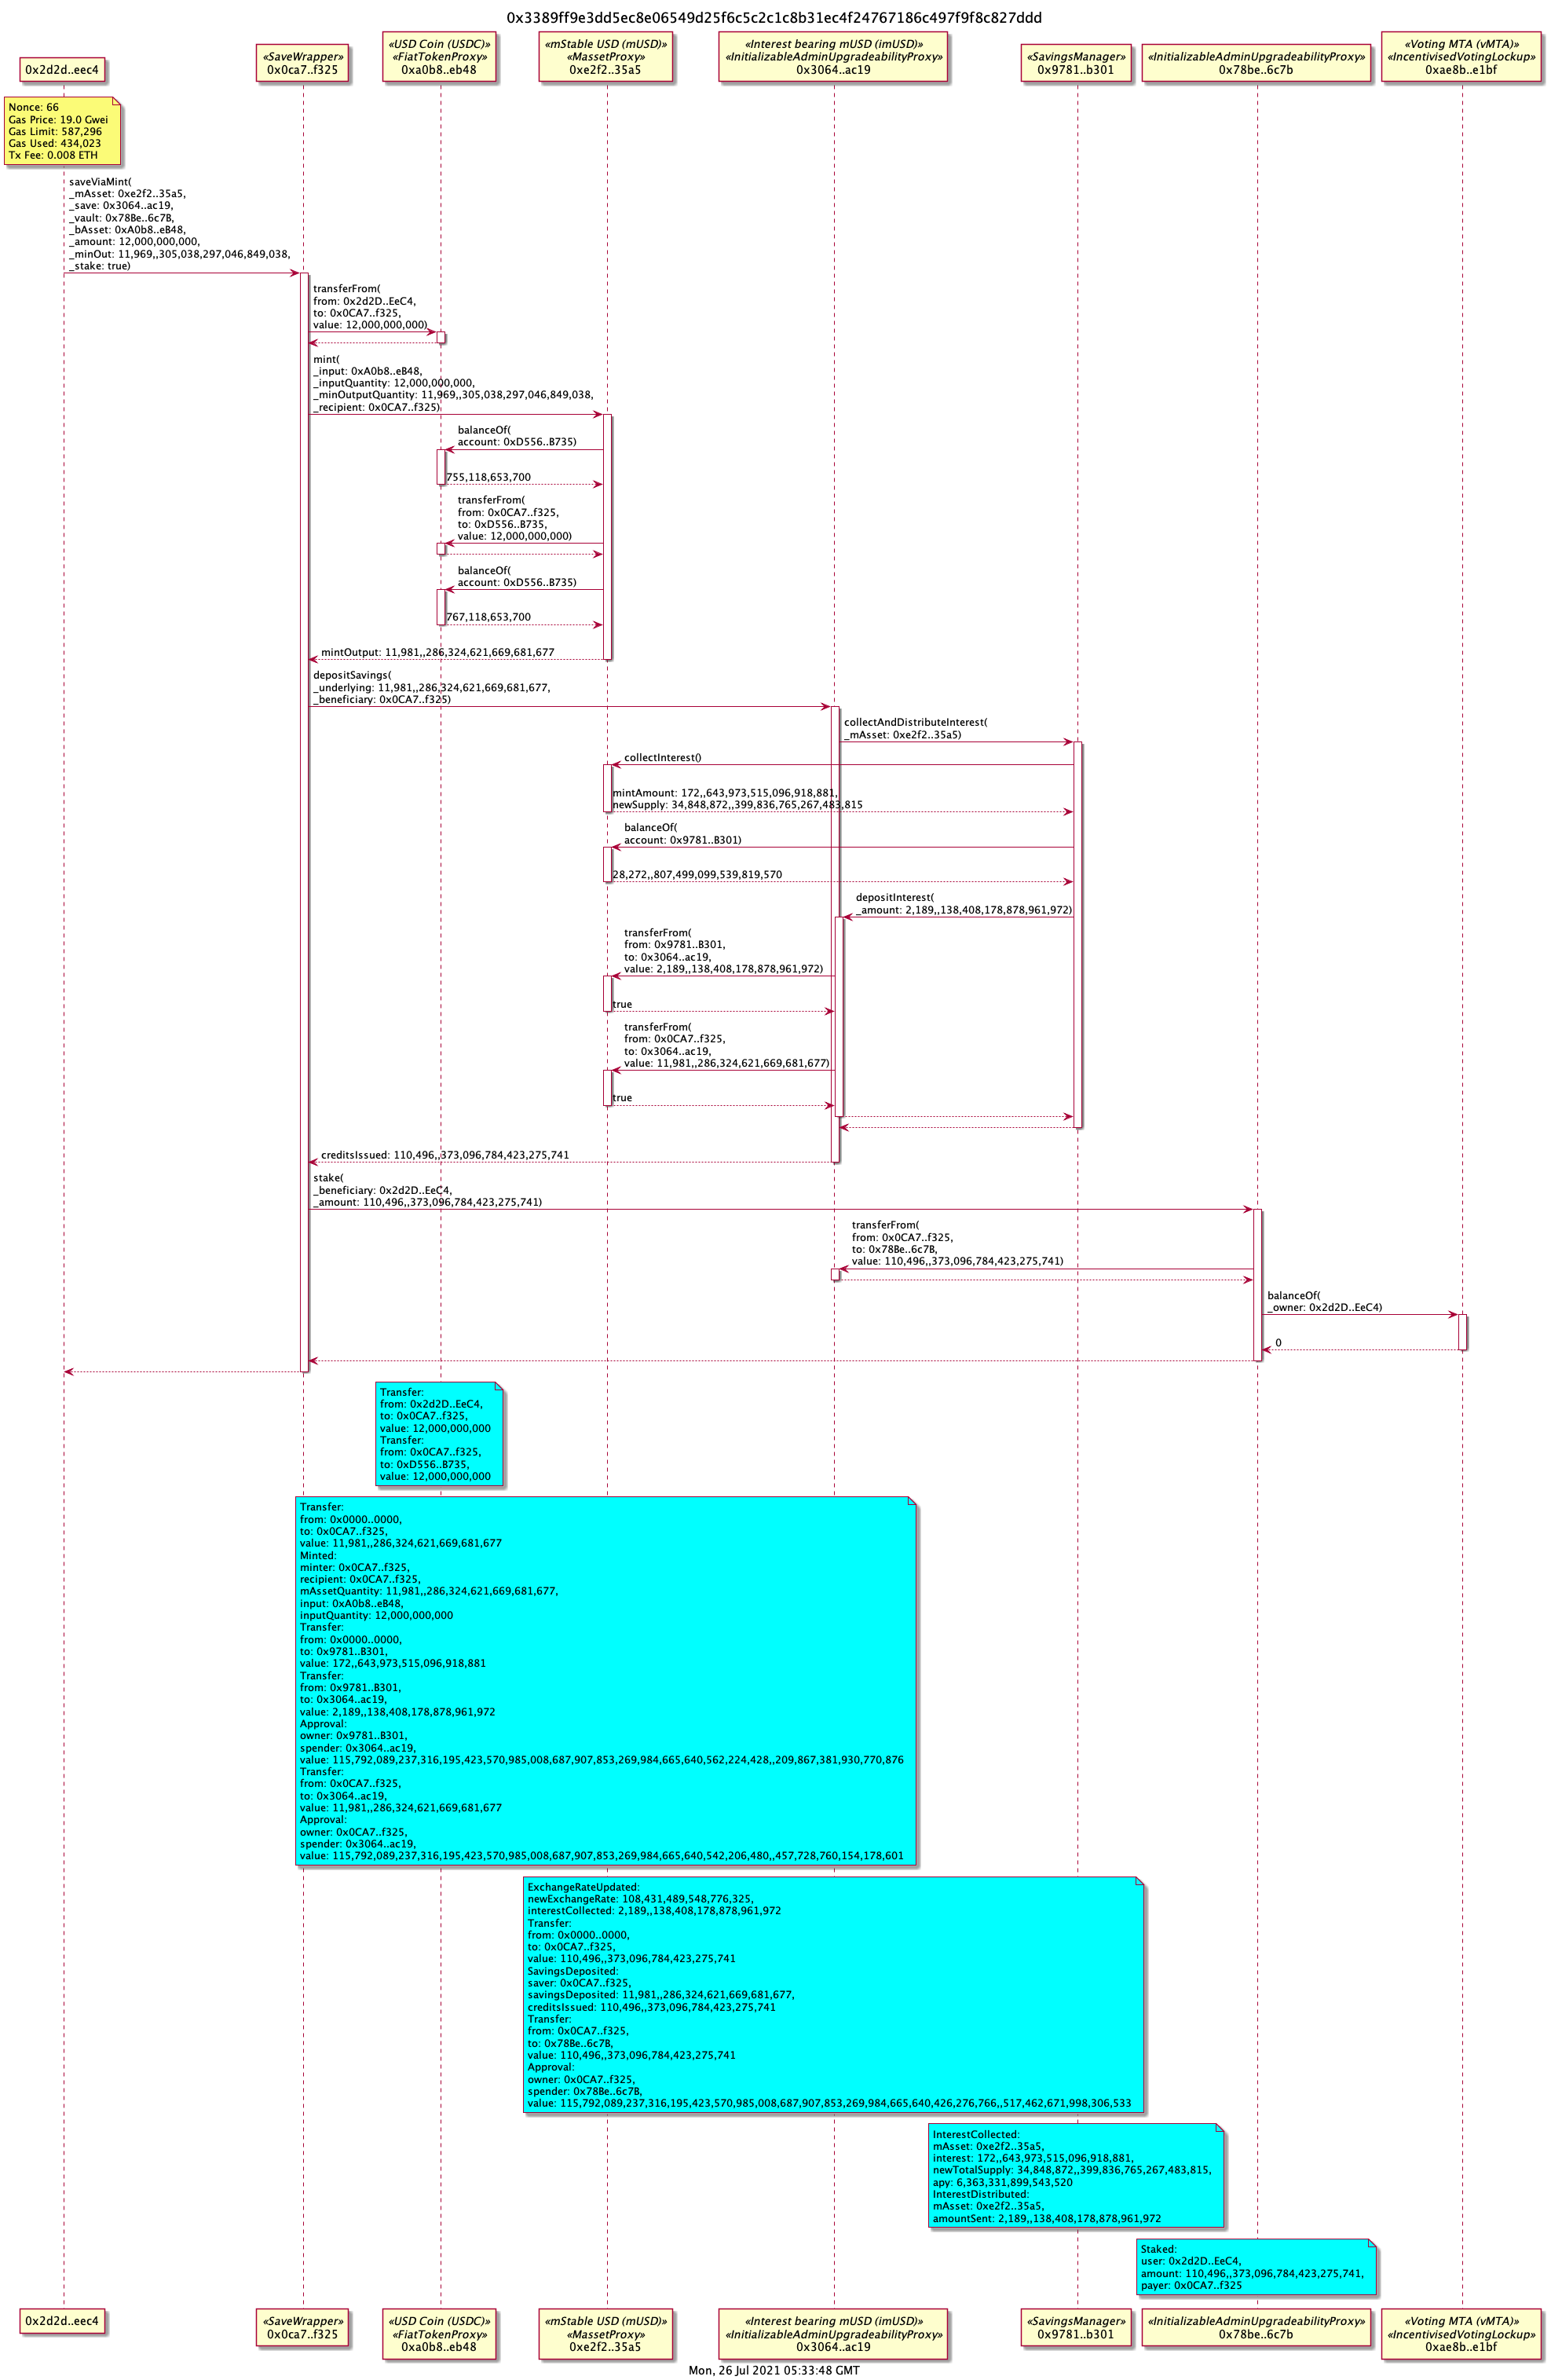 0x3389ff9e3dd5ec8e06549d25f6c5c2c1c8b31ec4f24767186c497f9f8c827ddd
0x2d2d..eec4
«SaveWrapper»
0x0ca7..f325
«USD Coin (USDC)»
«FiatTokenProxy»
0xa0b8..eb48
«mStable USD (mUSD)»
«MassetProxy»
0xe2f2..35a5
«Interest bearing mUSD (imUSD)»
«InitializableAdminUpgradeabilityProxy»
0x3064..ac19
«SavingsManager»
0x9781..b301
«InitializableAdminUpgradeabilityProxy»
0x78be..6c7b
«Voting MTA (vMTA)»
«IncentivisedVotingLockup»
0xae8b..e1bf
Nonce: 66
Gas Price: 19.0 Gwei
Gas Limit: 587,296
Gas Used: 434,023
Tx Fee: 0.008 ETH
saveViaMint(
_mAsset: 0xe2f2..35a5,
_save: 0x3064..ac19,
_vault: 0x78Be..6c7B,
_bAsset: 0xA0b8..eB48,
_amount: 12,000,000,000,
_minOut: 11,969,,305,038,297,046,849,038,
_stake: true)
transferFrom(
from: 0x2d2D..EeC4,
to: 0x0CA7..f325,
value: 12,000,000,000)
mint(
_input: 0xA0b8..eB48,
_inputQuantity: 12,000,000,000,
_minOutputQuantity: 11,969,,305,038,297,046,849,038,
_recipient: 0x0CA7..f325)
balanceOf(
account: 0xD556..B735)
755,118,653,700
transferFrom(
from: 0x0CA7..f325,
to: 0xD556..B735,
value: 12,000,000,000)
balanceOf(
account: 0xD556..B735)
767,118,653,700
mintOutput: 11,981,,286,324,621,669,681,677
depositSavings(
_underlying: 11,981,,286,324,621,669,681,677,
_beneficiary: 0x0CA7..f325)
collectAndDistributeInterest(
_mAsset: 0xe2f2..35a5)
collectInterest()
mintAmount: 172,,643,973,515,096,918,881,
newSupply: 34,848,872,,399,836,765,267,483,815
balanceOf(
account: 0x9781..B301)
28,272,,807,499,099,539,819,570
depositInterest(
_amount: 2,189,,138,408,178,878,961,972)
transferFrom(
from: 0x9781..B301,
to: 0x3064..ac19,
value: 2,189,,138,408,178,878,961,972)
true
transferFrom(
from: 0x0CA7..f325,
to: 0x3064..ac19,
value: 11,981,,286,324,621,669,681,677)
true
creditsIssued: 110,496,,373,096,784,423,275,741
stake(
_beneficiary: 0x2d2D..EeC4,
_amount: 110,496,,373,096,784,423,275,741)
transferFrom(
from: 0x0CA7..f325,
to: 0x78Be..6c7B,
value: 110,496,,373,096,784,423,275,741)
balanceOf(
_owner: 0x2d2D..EeC4)
0
Transfer:
from: 0x2d2D..EeC4,
to: 0x0CA7..f325,
value: 12,000,000,000
Transfer:
from: 0x0CA7..f325,
to: 0xD556..B735,
value: 12,000,000,000
Transfer:
from: 0x0000..0000,
to: 0x0CA7..f325,
value: 11,981,,286,324,621,669,681,677
Minted:
minter: 0x0CA7..f325,
recipient: 0x0CA7..f325,
mAssetQuantity: 11,981,,286,324,621,669,681,677,
input: 0xA0b8..eB48,
inputQuantity: 12,000,000,000
Transfer:
from: 0x0000..0000,
to: 0x9781..B301,
value: 172,,643,973,515,096,918,881
Transfer:
from: 0x9781..B301,
to: 0x3064..ac19,
value: 2,189,,138,408,178,878,961,972
Approval:
owner: 0x9781..B301,
spender: 0x3064..ac19,
value: 115,792,089,237,316,195,423,570,985,008,687,907,853,269,984,665,640,562,224,428,,209,867,381,930,770,876
Transfer:
from: 0x0CA7..f325,
to: 0x3064..ac19,
value: 11,981,,286,324,621,669,681,677
Approval:
owner: 0x0CA7..f325,
spender: 0x3064..ac19,
value: 115,792,089,237,316,195,423,570,985,008,687,907,853,269,984,665,640,542,206,480,,457,728,760,154,178,601
ExchangeRateUpdated:
newExchangeRate: 108,431,489,548,776,325,
interestCollected: 2,189,,138,408,178,878,961,972
Transfer:
from: 0x0000..0000,
to: 0x0CA7..f325,
value: 110,496,,373,096,784,423,275,741
SavingsDeposited:
saver: 0x0CA7..f325,
savingsDeposited: 11,981,,286,324,621,669,681,677,
creditsIssued: 110,496,,373,096,784,423,275,741
Transfer:
from: 0x0CA7..f325,
to: 0x78Be..6c7B,
value: 110,496,,373,096,784,423,275,741
Approval:
owner: 0x0CA7..f325,
spender: 0x78Be..6c7B,
value: 115,792,089,237,316,195,423,570,985,008,687,907,853,269,984,665,640,426,276,766,,517,462,671,998,306,533
InterestCollected:
mAsset: 0xe2f2..35a5,
interest: 172,,643,973,515,096,918,881,
newTotalSupply: 34,848,872,,399,836,765,267,483,815,
apy: 6,363,331,899,543,520
InterestDistributed:
mAsset: 0xe2f2..35a5,
amountSent: 2,189,,138,408,178,878,961,972
Staked:
user: 0x2d2D..EeC4,
amount: 110,496,,373,096,784,423,275,741,
payer: 0x0CA7..f325
0x2d2d..eec4
«SaveWrapper»
0x0ca7..f325
«USD Coin (USDC)»
«FiatTokenProxy»
0xa0b8..eb48
«mStable USD (mUSD)»
«MassetProxy»
0xe2f2..35a5
«Interest bearing mUSD (imUSD)»
«InitializableAdminUpgradeabilityProxy»
0x3064..ac19
«SavingsManager»
0x9781..b301
«InitializableAdminUpgradeabilityProxy»
0x78be..6c7b
«Voting MTA (vMTA)»
«IncentivisedVotingLockup»
0xae8b..e1bf
Mon, 26 Jul 2021 05:33:48 GMT